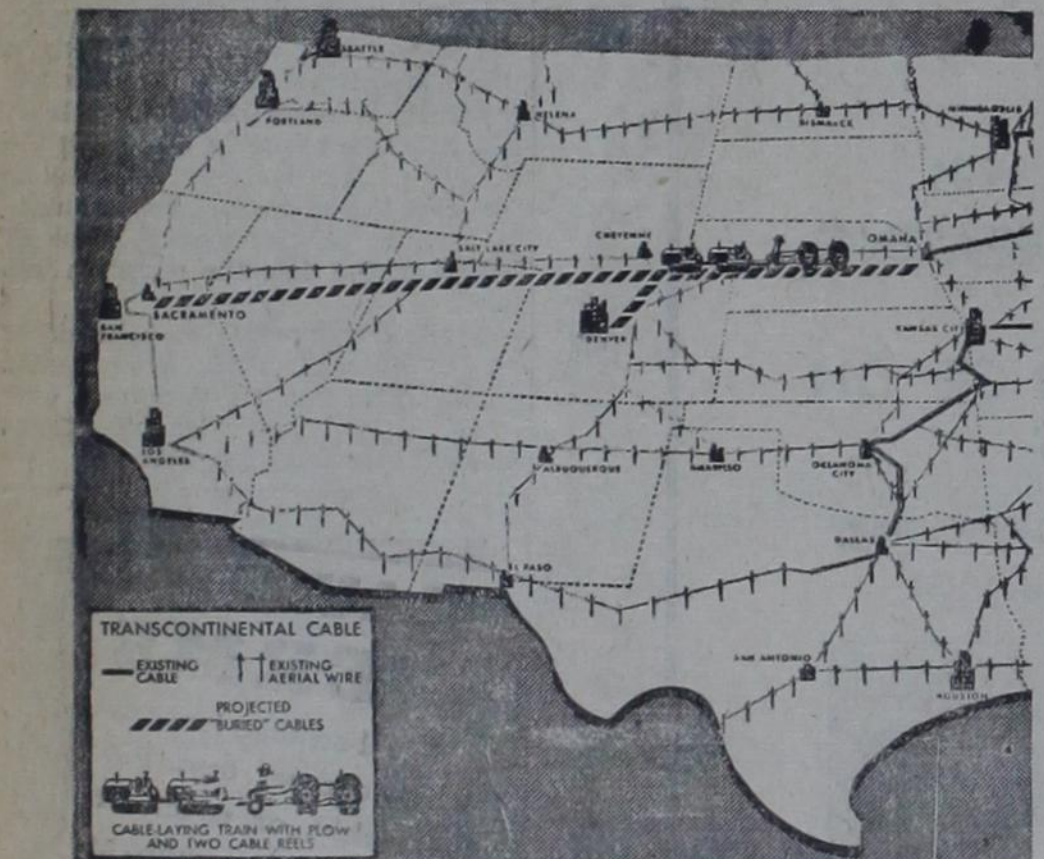 SEATTLE
PORTLAND
HELENA
BISMARCK
MINNEAPOLIS
SALT LAKE CITY
CHEYENNE
OMAHA
SACRAMENTO
SAN
FRANCISCO
DENVER
KANSAS CITY
LOS
ANGELES
ALBUQUERQUE
AMARILLO
OKLAHOMA
CITY
DALLAS
EL PASO
SAN ANTONIO
HOUSTON
TRANSCONTINENTAL CABLE
EXISTING
CABLE
EXISTING
AERIAL WIRE
PROJECTED
"BURIED" CABLES
CABLE-LAYING TRAIN WITH PLOW
AND TWO CABLE REELS